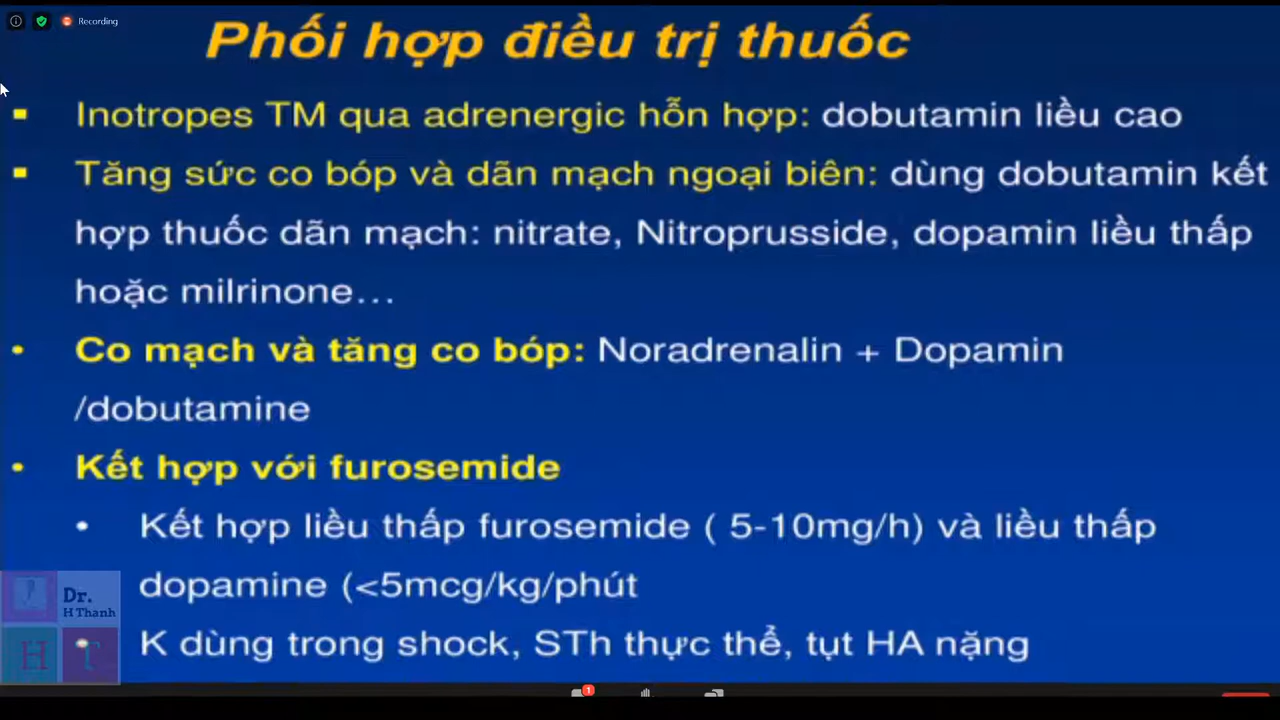 Recording
Phối hợp điều trị thuốc
Inotropes TM qua adrenergic hỗn hợp: dobutamin liều cao
Tăng sức co bóp và dãn mạch ngoại biên: dùng dobutamin kết
hợp thuốc dãn mạch: nitrate, Nitroprusside, dopamin liều thấp
hoặc milrinone...
Co mạch và tăng co bóp: Noradrenalin + Dopamin
/dobutamine
Kết hợp với furosemide
Kết hợp liều thấp furosemide ( 5-10mg/h) và liều thấp
dopamine (<5mcg/kg/phút
K dùng trong shock, STh thực thể, tụt HA nặng
Dr.
H Thanh
H T
1